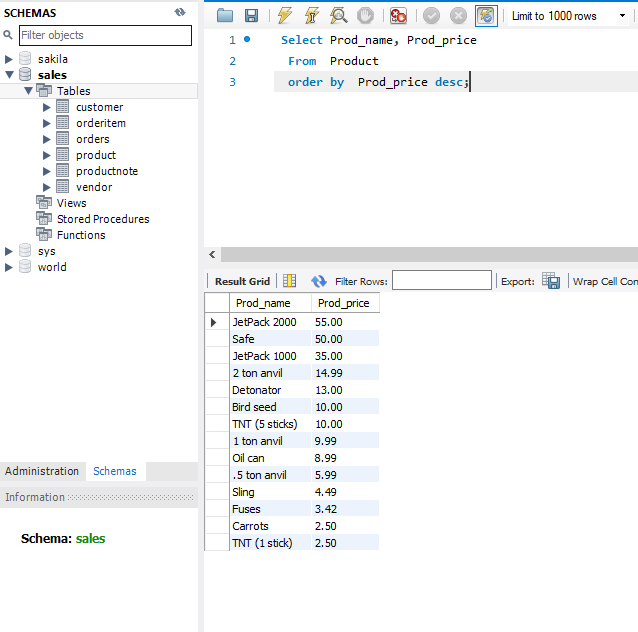 SCHEMAS
Filter objects
sakila
sales
Tables
customer
orderitem
orders
product
productnote
vendor
Views
Stored Procedures
Functions
sys
world
Administration Schemas
Information
Schema: sales
Limit to 1000 rows
1 Select Prod_name, Prod_price
2 From Product
3 order by Prod_price desc;
Result Grid Filter Rows: Export: Wrap Cell Con
Prod_name Prod_price
JetPack 2000 55.00
Safe 50.00
JetPack 1000 35.00
2 ton anvil 14.99
Detonator 13.00
Bird seed 10.00
TNT (5 sticks) 10.00
1 ton anvil 9.99
Oil can 8.99
.5 ton anvil 5.99
Sling 4.49
Fuses 3.42
Carrots 2.50
TNT (1 stick) 2.50